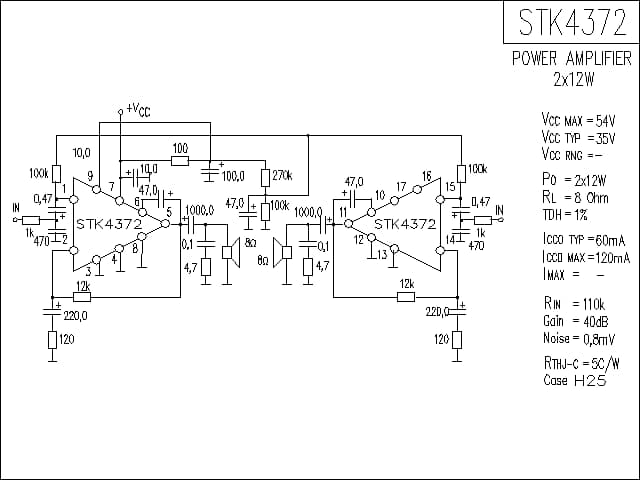 STK4372
POWER AMPLIFIER
2x12W
VCC MAX = 54V
VCC TYP = 35V
VCC RNG = -
PO = 2x12W
RL = 8 Ohm
TDH = 1%
ICCO TYP = 60mA
ICCO MAX = 120mA
IMAX = -
RIN = 110k
Gain = 40dB
Noise = 0,8mV
RTHJ-C = 5C/W
Case H25
+VCC
100
10,0
9
7
10,0
100,0
270k
16
17
100k
1
6
47,0
47,0
10
15
100k
0,47
5
1000,0
47,0
100k
1000,0
11
0,47
IN
STK4372
STK4372
IN
1k
470
2
8
0,1
8Ω
8Ω
0,1
12
13
14
1k
470
3
4
4,7
4,7
12k
12k
220,0
220,0
120
120